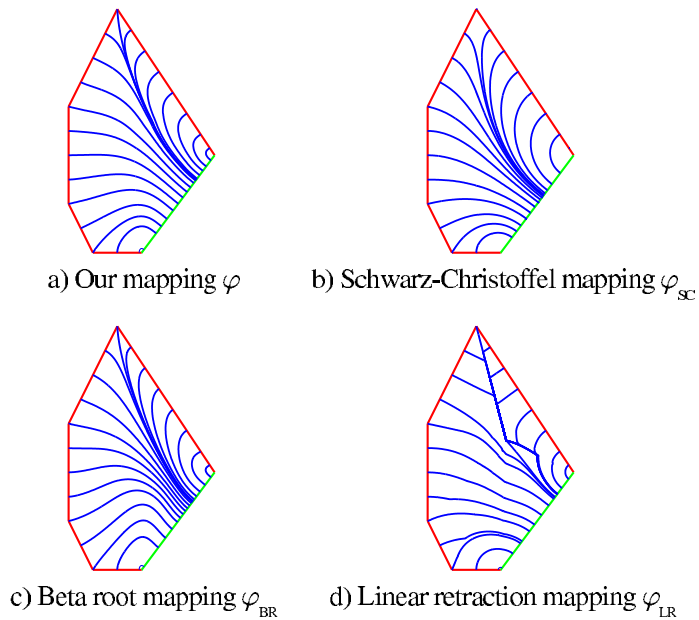 a) Our mapping φ
b) Schwarz-Christoffel mapping φSC
c) Beta root mapping φBR
d) Linear retraction mapping φLR